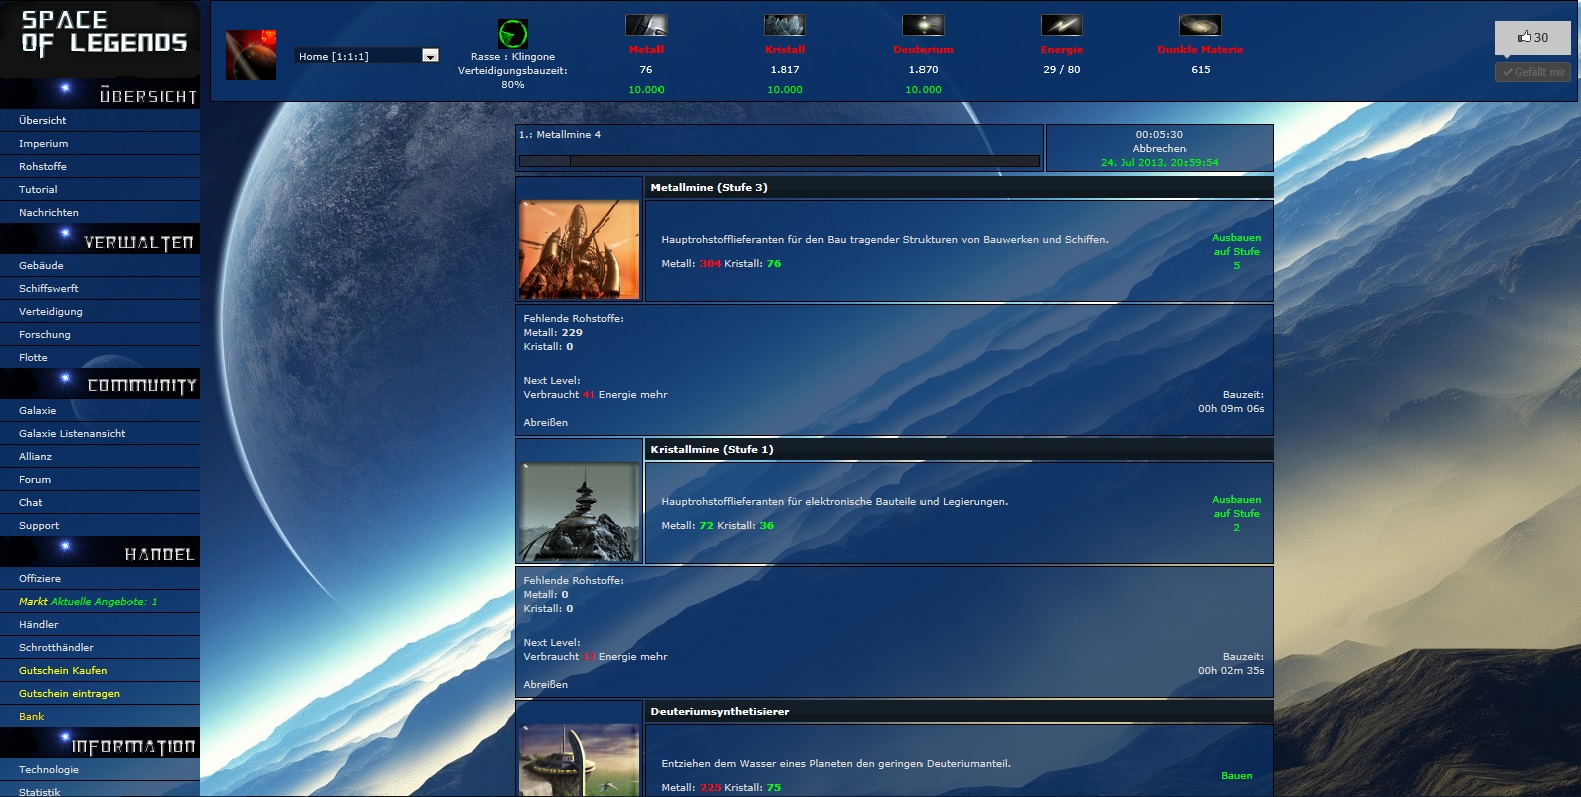 SPACE
OF LEGENDS
ÜBERSICHT
Übersicht
Imperium
Rohstoffe
Tutorial
Nachrichten
VERWALTEN
Gebäude
Schiffswerft
Verteidigung
Forschung
Flotte
COMMUNITY
Galaxie
Galaxie Listenansicht
Allianz
Forum
Chat
Support
HANDEL
Offiziere
Markt Aktuelle Angebote: 1
Händler
Schrotthändler
Gutschein Kaufen
Gutschein eintragen
Bank
INFORMATION
Technologie
Statistik
Home [1:1:1]
Rasse : Klingone
Verteidigungsbauzeit:
80%
Metall
76
10.000
Kristall
1.817
10.000
Deuterium
1.870
10.000
Energie
29 / 80
Dunkle Materie
615
30
Gefällt mir
1.: Metallmine 4
00:05:30
Abbrechen
24. Jul 2013, 20:59:54
Metallmine (Stufe 3)
Hauptrohstofflieferanten für den Bau tragender Strukturen von Bauwerken und Schiffen.
Metall: 304 Kristall: 76
Ausbauen
auf Stufe
5
Fehlende Rohstoffe:
Metall: 229
Kristall: 0
Next Level:
Verbraucht 41 Energie mehr
Bauzeit:
00h 09m 06s
Abreißen
Kristallmine (Stufe 1)
Hauptrohstofflieferanten für elektronische Bauteile und Legierungen.
Metall: 72 Kristall: 36
Ausbauen
auf Stufe
2
Fehlende Rohstoffe:
Metall: 0
Kristall: 0
Next Level:
Verbraucht Energie mehr
Bauzeit:
00h 02m 35s
Abreißen
Deuteriumsynthetisierer
Entziehen dem Wasser eines Planeten den geringen Deuteriumanteil.
Metall: 225 Kristall: 75
Bauen